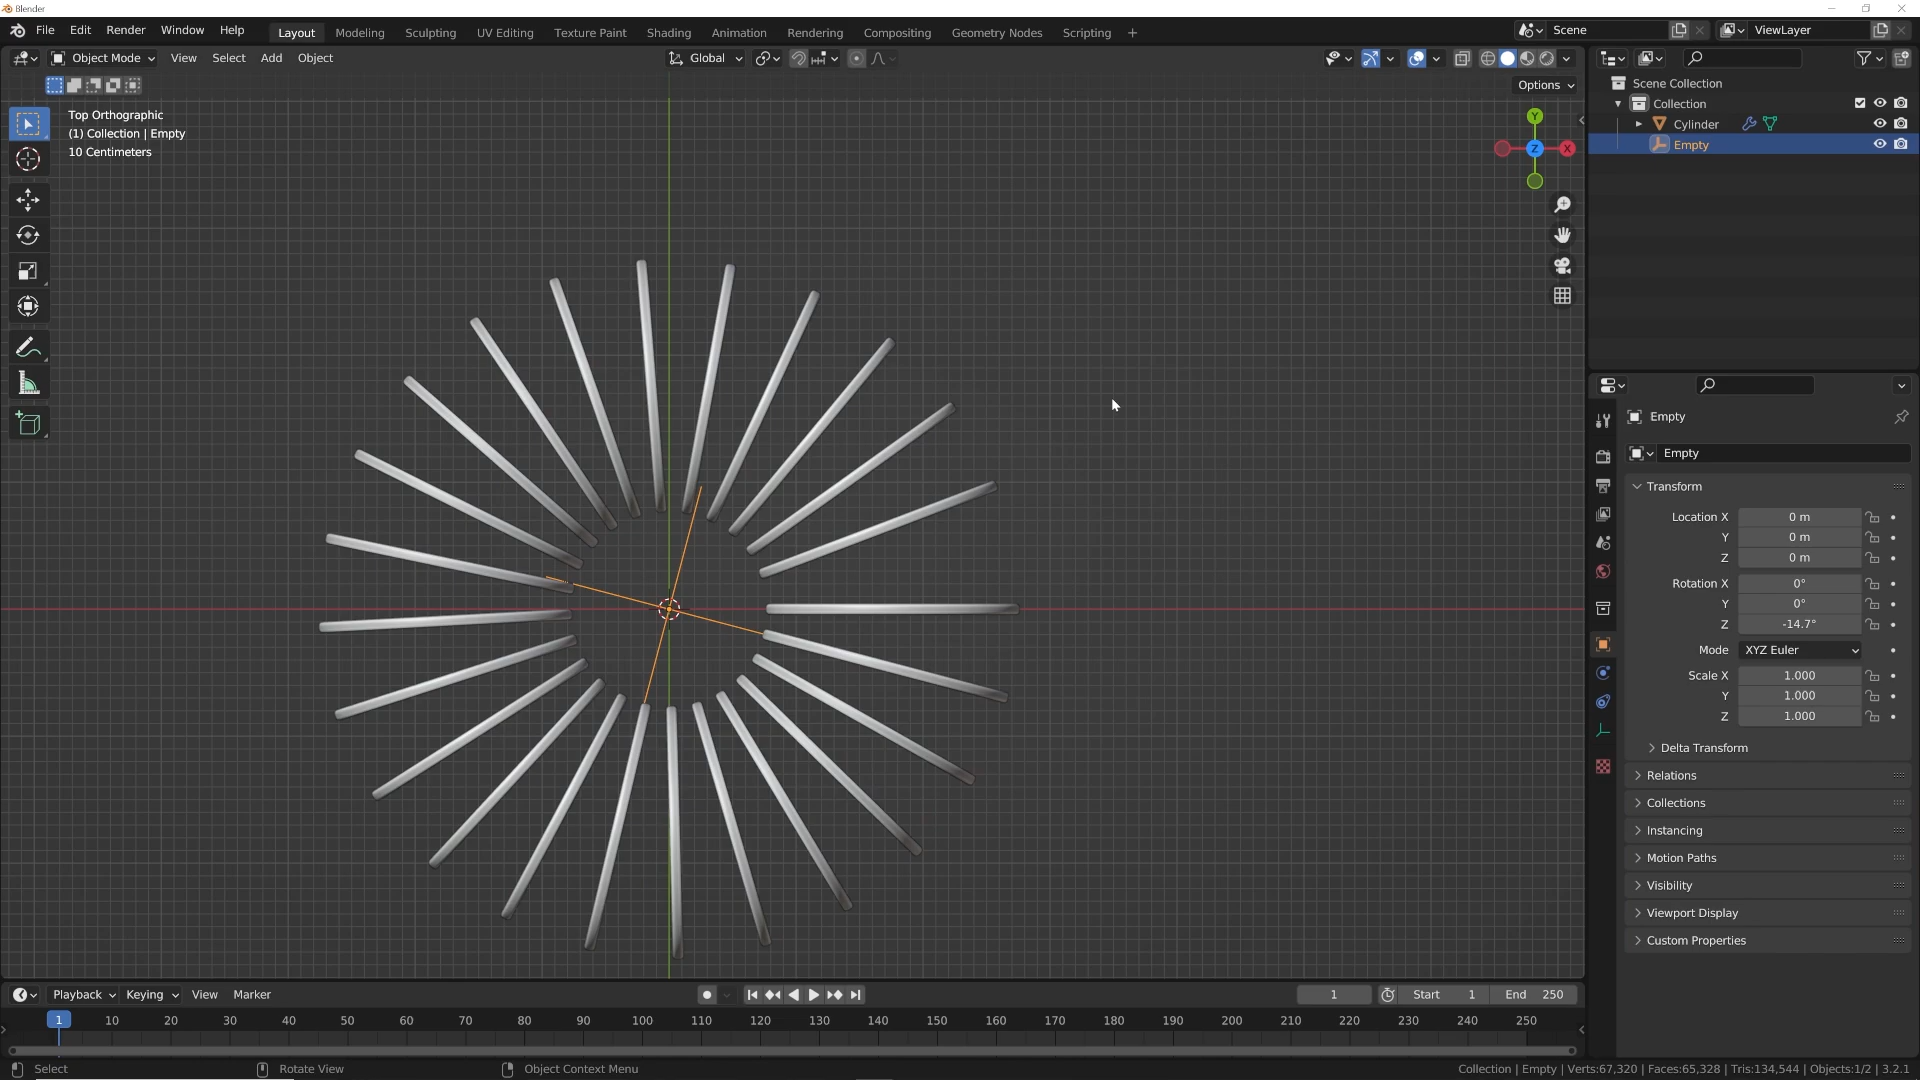 Blender
File Edit Render Window Help Layout Modeling Sculpting UV Editing Texture Paint Shading Animation Rendering Compositing Geometry Nodes Scripting + Scene ViewLayer
Object Mode View Select Add Object Global
Options
Top Orthographic
(1) Collection | Empty
10 Centimeters
Y
Z
X
Scene Collection
Collection
Cylinder
Empty
Empty
Empty
Transform
Location X 0 m
Y 0 m
Z 0 m
Rotation X 0°
Y 0°
Z -14.7°
Mode XYZ Euler
Scale X 1.000
Y 1.000
Z 1.000
Delta Transform
Relations
Collections
Instancing
Motion Paths
Visibility
Viewport Display
Custom Properties
Playback Keying View Marker 1 Start 1 End 250
1 10 20 30 40 50 60 70 80 90 100 110 120 130 140 150 160 170 180 190 200 210 220 230 240 250
Select Rotate View Object Context Menu Collection | Empty | Verts:67,320 | Faces:65,328 | Tris:134,544 | Objects:1/2 | 3.2.1